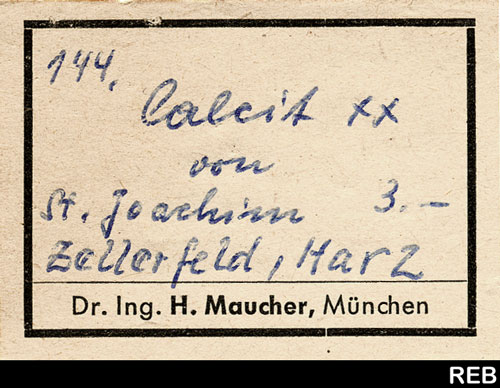 144.
Calcit xx
von
St. Joachim 3.-
Zellerfeld, Harz
Dr. Ing. H. Maucher, München
REB